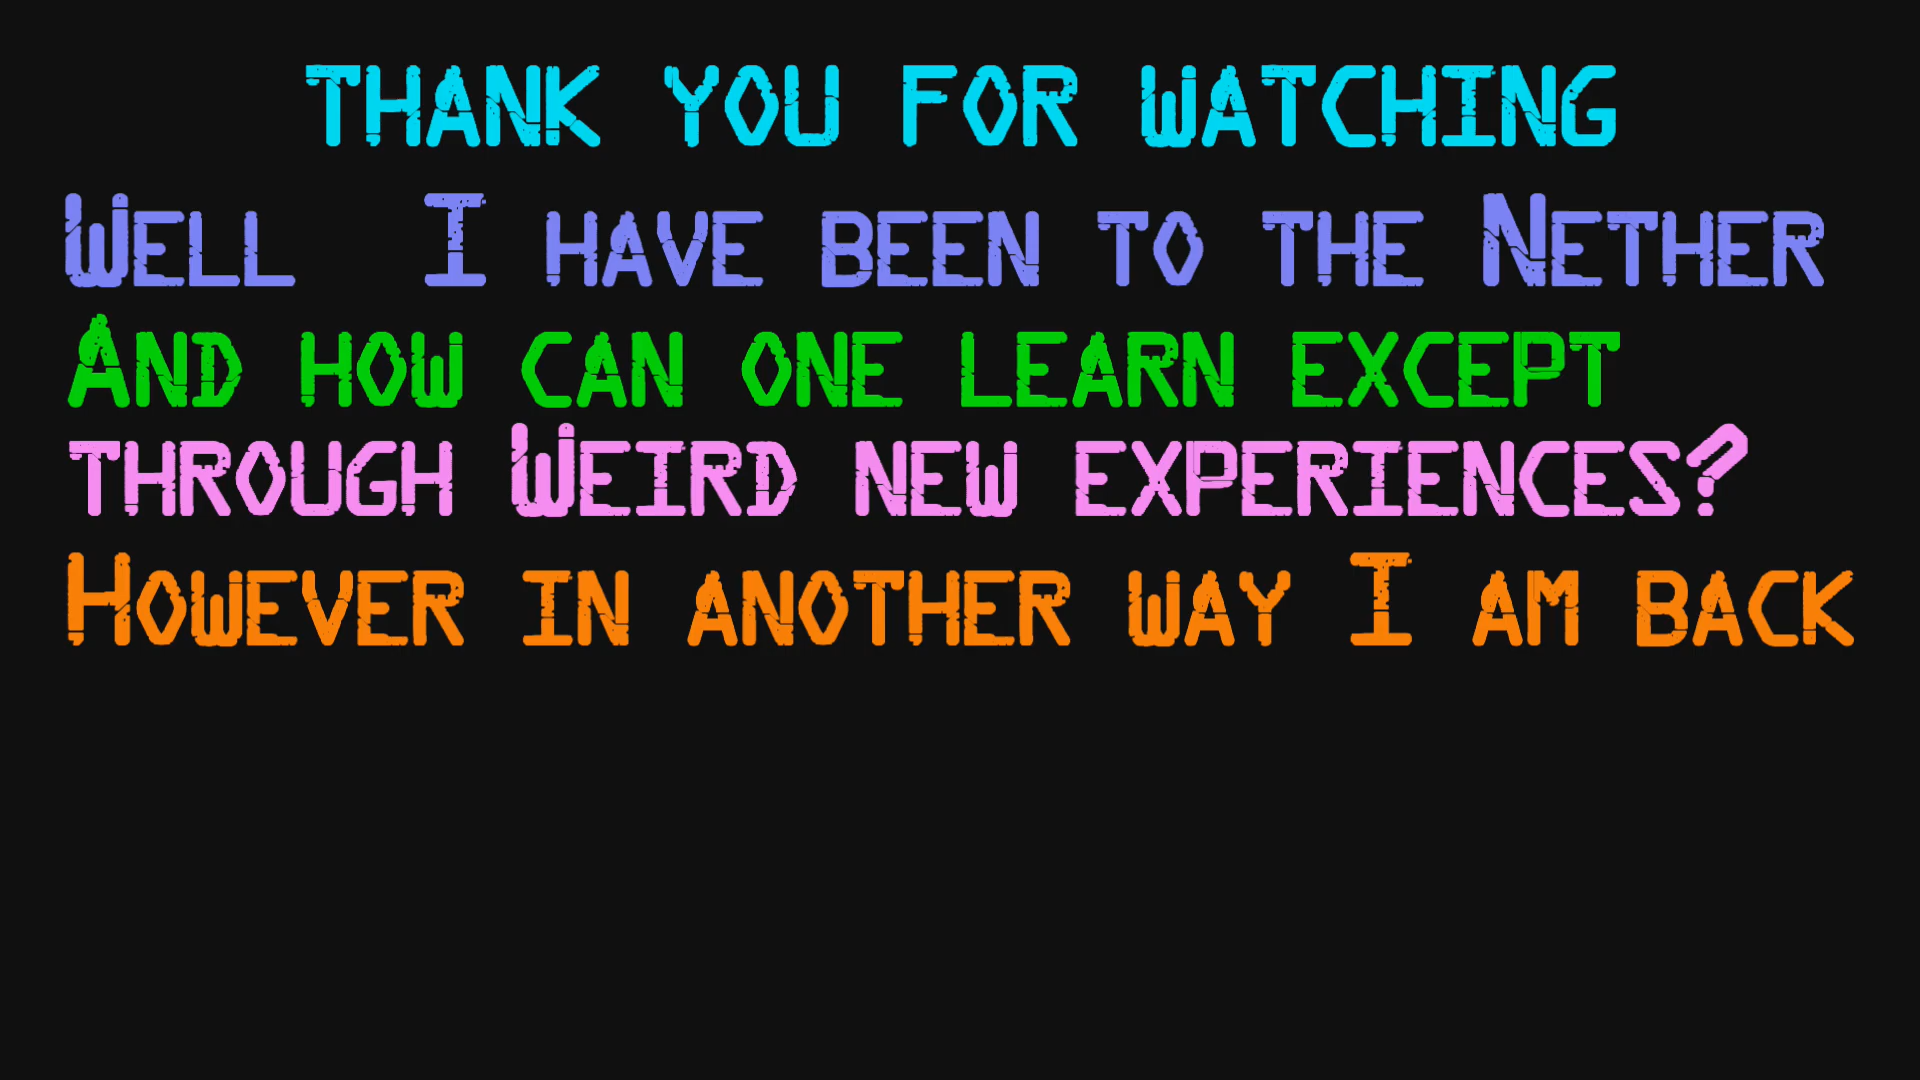 THANK YOU FOR WATCHING
WELL I HAVE BEEN TO THE NETHER
AND HOW CAN ONE LEARN EXCEPT
THROUGH WEIRD NEW EXPERIENCES?
HOWEVER IN ANOTHER WAY I AM BACK